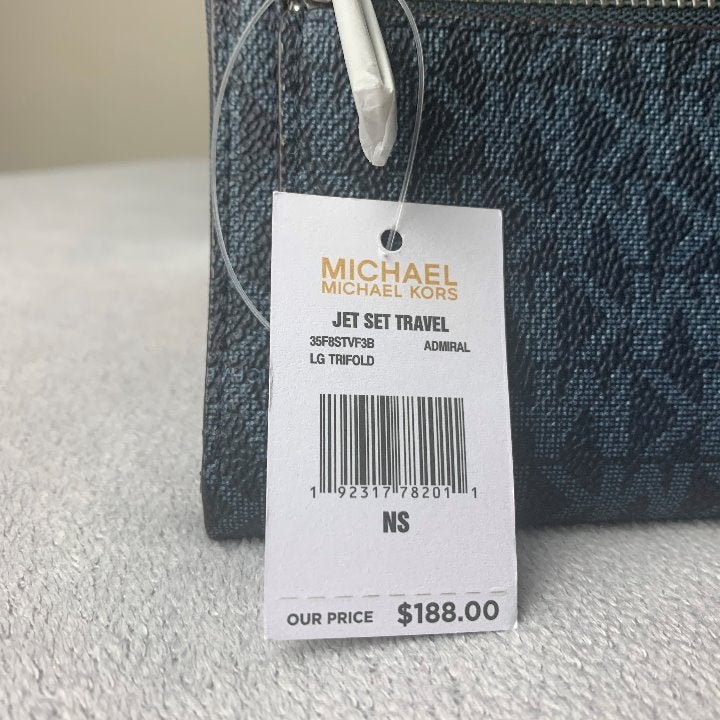 MICHAEL
MICHAEL KORS
JET SET TRAVEL
35F8STVF3B ADMIRAL
LG TRIFOLD
1 92317 78201 1
NS
OUR PRICE $188.00